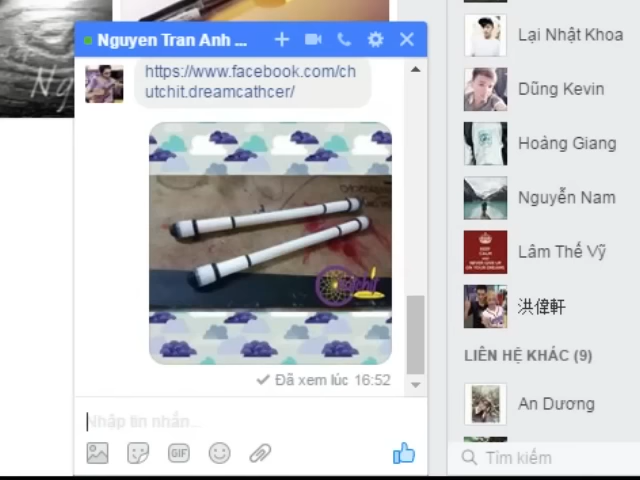 Nguyen Tran Anh ...
https://www.facebook.com/ch
utchit.dreamcathcer/
Đã xem lúc 16:52
Nhập tin nhắn...
GIF
Lại Nhật Khoa
Dũng Kevin
Hoảng Giang
Nguyễn Nam
Lâm Thế Vỹ
洪偉軒
LIÊN HỆ KHÁC (9)
An Dương
Tìm kiếm